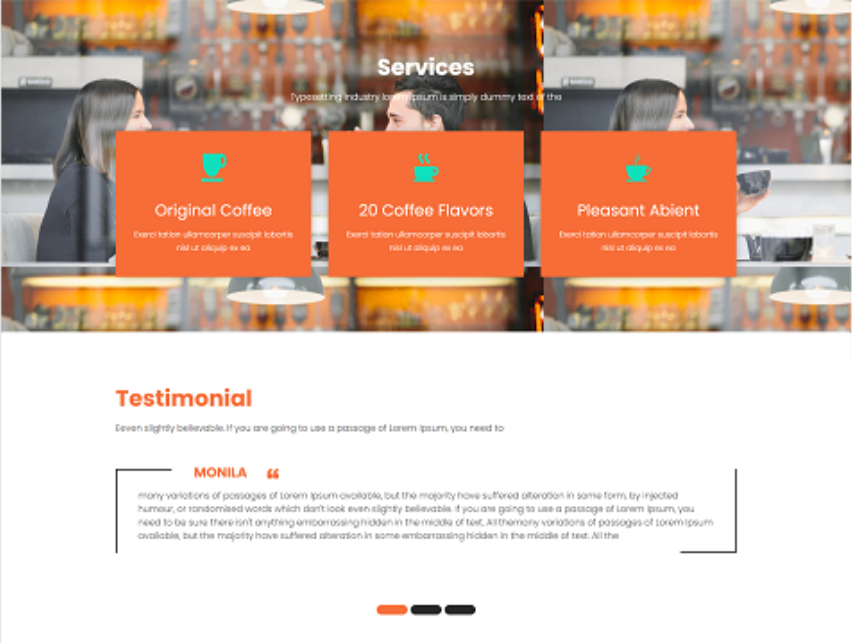 Services
Typesetting industry lorem Ipsum is simply dummy text of the
Original Coffee
Exerci tation ullamcorper suscipit lobortis
nisl ut aliquip ex ea
20 Coffee Flavors
Exerci tation ullamcorper suscipit lobortis
nisl ut aliquip ex ea
Pleasant Abient
Exerci tation ullamcorper suscipit lobortis
nisl ut aliquip ex ea
Testimonial
Eeven slightly believable. If you are going to use a passage of Lorem Ipsum, you need to
MONILA “
many variations of passages of Lorem Ipsum available, but the majority have suffered alteration in some form, by injected
humour, or randomised words which don't look even slightly believable. If you are going to use a passage of Lorem Ipsum, you
need to be sure there isn't anything embarrassing hidden in the middle of text. All themany variations of passages of Lorem Ipsum
available, but the majority have suffered alteration in some embarrassing hidden in the middle of text. All the